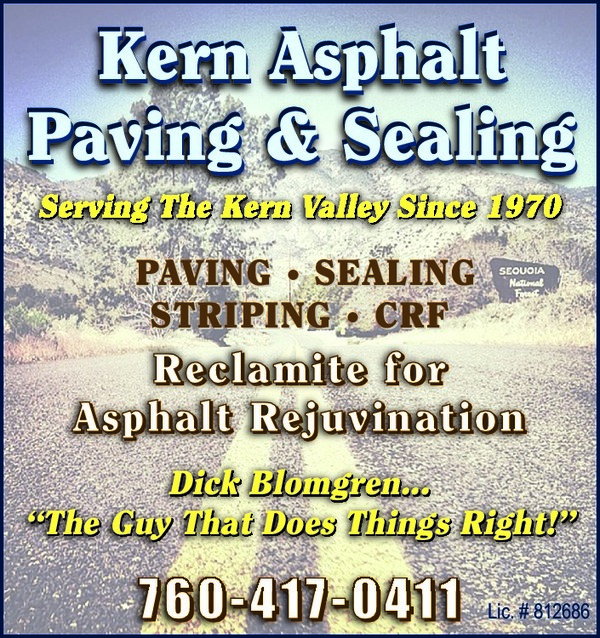 Kern Asphalt
Paving & Sealing
Serving The Kern Valley Since 1970
PAVING • SEALING
SEQUOIA
National
Forest
STRIPING • CRF
Reclamite for
Asphalt Rejuvination
Dick Blomgren...
“The Guy That Does Things Right!”
760-417-0411
Lic. # 812686